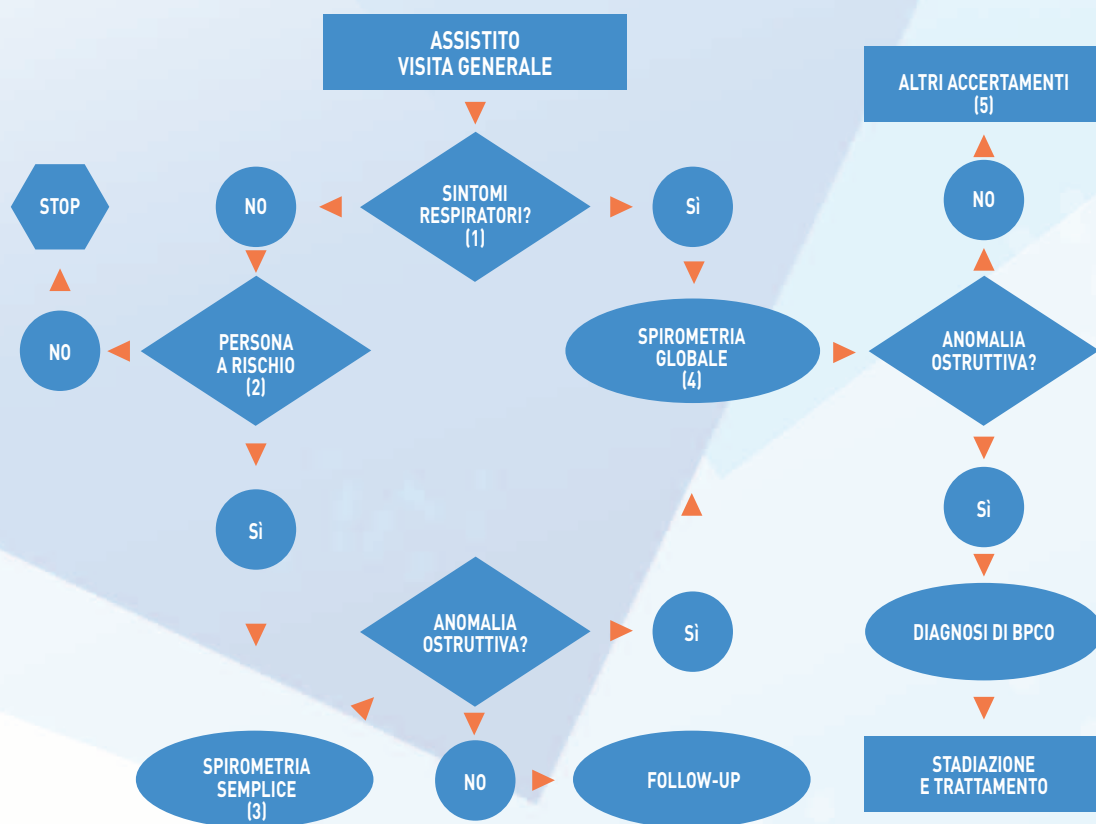 ASSISTITO
VISITA GENERALE
ALTRI ACCERTAMENTI
(5)
STOP
NO
SINTOMI
RESPIRATORI?
(1)
Sì
NO
NO
PERSONA
A RISCHIO
(2)
SPIROMETRIA
GLOBALE
(4)
ANOMALIA
OSTRUTTIVA?
Sì
Sì
ANOMALIA
OSTRUTTIVA?
Sì
DIAGNOSI DI BPCO
SPIROMETRIA
SEMPLICE
(3)
NO
FOLLOW-UP
STADIAZIONE
E TRATTAMENTO